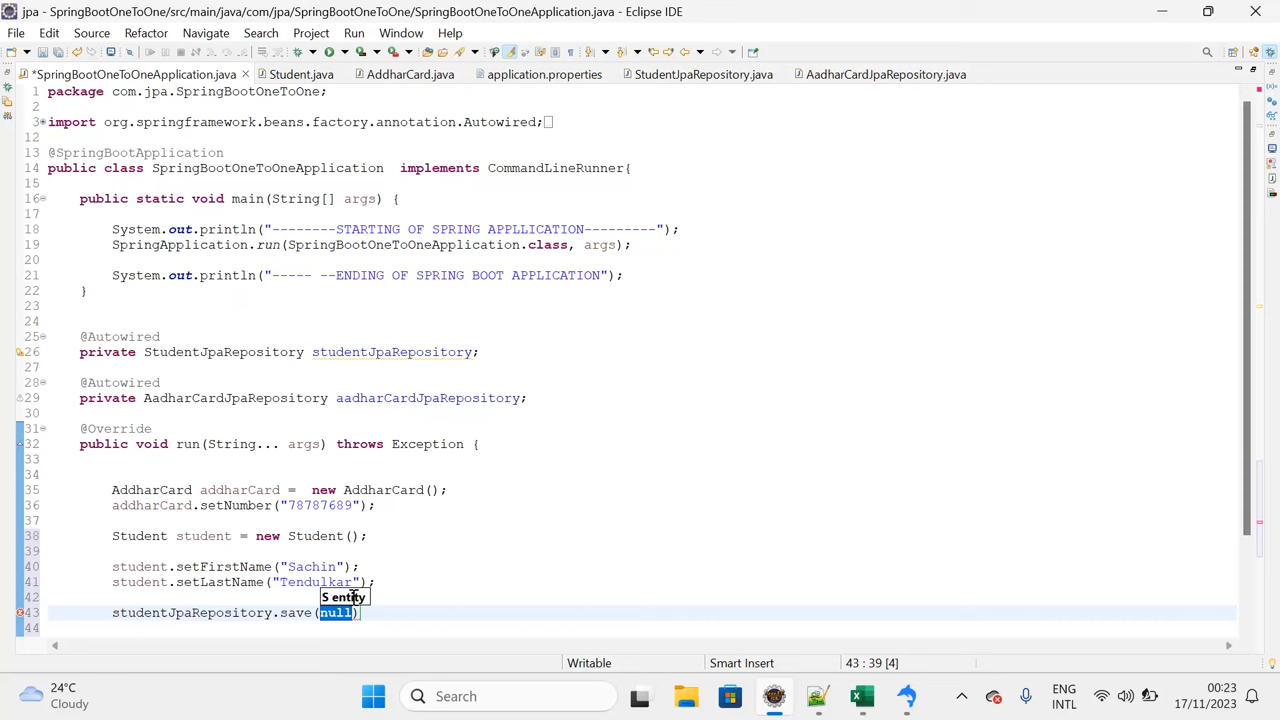 jpa - SpringBootOneToOne/src/main/java/com/jpa/SpringBootOneToOne/SpringBootOneToOneApplication.java - Eclipse IDE
File Edit Source Refactor Navigate Search Project Run Window Help
*SpringBootOneToOneApplication.java Student.java AddharCard.java application.properties StudentJpaRepository.java AadharCardJpaRepository.java
1 package com.jpa.SpringBootOneToOne;
2
3 import org.springframework.beans.factory.annotation.Autowired;
12
13 @SpringBootApplication
14 public class SpringBootOneToOneApplication  implements CommandLineRunner{
15
16 public static void main(String[] args) {
17
18 System.out.println("--------STARTING OF SPRING APPLLICATION---------");
19 SpringApplication.run(SpringBootOneToOneApplication.class, args);
20
21 System.out.println("----- --ENDING OF SPRING BOOT APPLICATION");
22 }
23
24
25 @Autowired
26 private StudentJpaRepository studentJpaRepository;
27
28 @Autowired
29 private AadharCardJpaRepository aadharCardJpaRepository;
30
31 @Override
32 public void run(String... args) throws Exception {
33
34
35 AddharCard addharCard =  new AddharCard();
36 addharCard.setNumber("78787689");
37
38 Student student = new Student();
39
40 student.setFirstName("Sachin");
41 student.setLastName("Tendulkar");
42 S entity
43 studentJpaRepository.save(null)
44
Writable Smart Insert 43 : 39 [4]
24°C
Cloudy
Search
ENG
INTL
00:23
17/11/2023